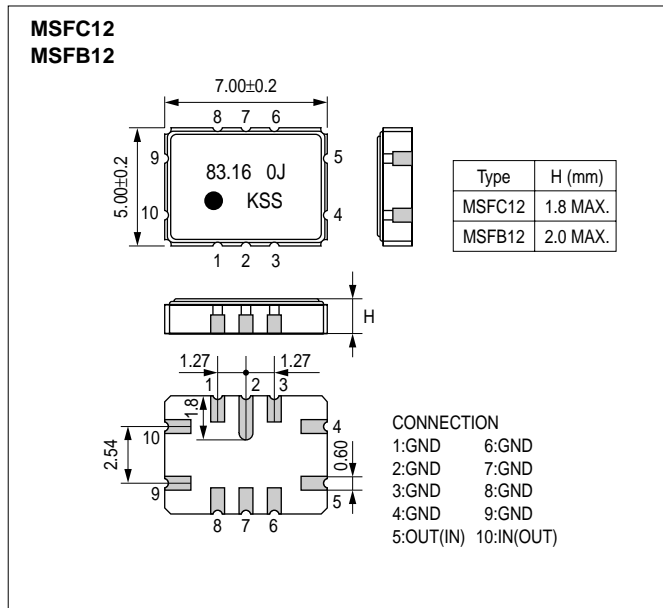 MSFC12
MSFB12
7.00±0.2
8 7 6
5.00±0.2
9
10
5
4
83.16 0J
KSS
1 2 3
Type H (mm)
MSFC12 1.8 MAX.
MSFB12 2.0 MAX.
H
1.27 1.27
1 2 3
1.8
10
4
2.54
0.60
9
5
8 7 6
CONNECTION
1:GND 6:GND
2:GND 7:GND
3:GND 8:GND
4:GND 9:GND
5:OUT(IN) 10:IN(OUT)